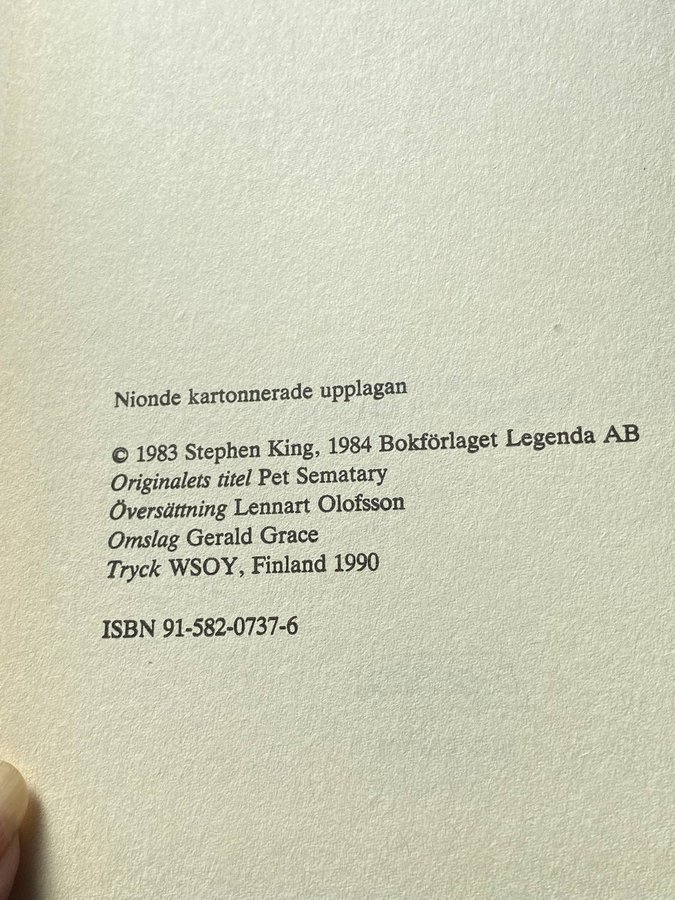 Nionde kartonnerade upplagan
© 1983 Stephen King, 1984 Bokförlaget Legenda AB
Originalets titel Pet Sematary
Översättning Lennart Olofsson
Omslag Gerald Grace
Tryck WSOY, Finland 1990
ISBN 91-582-0737-6